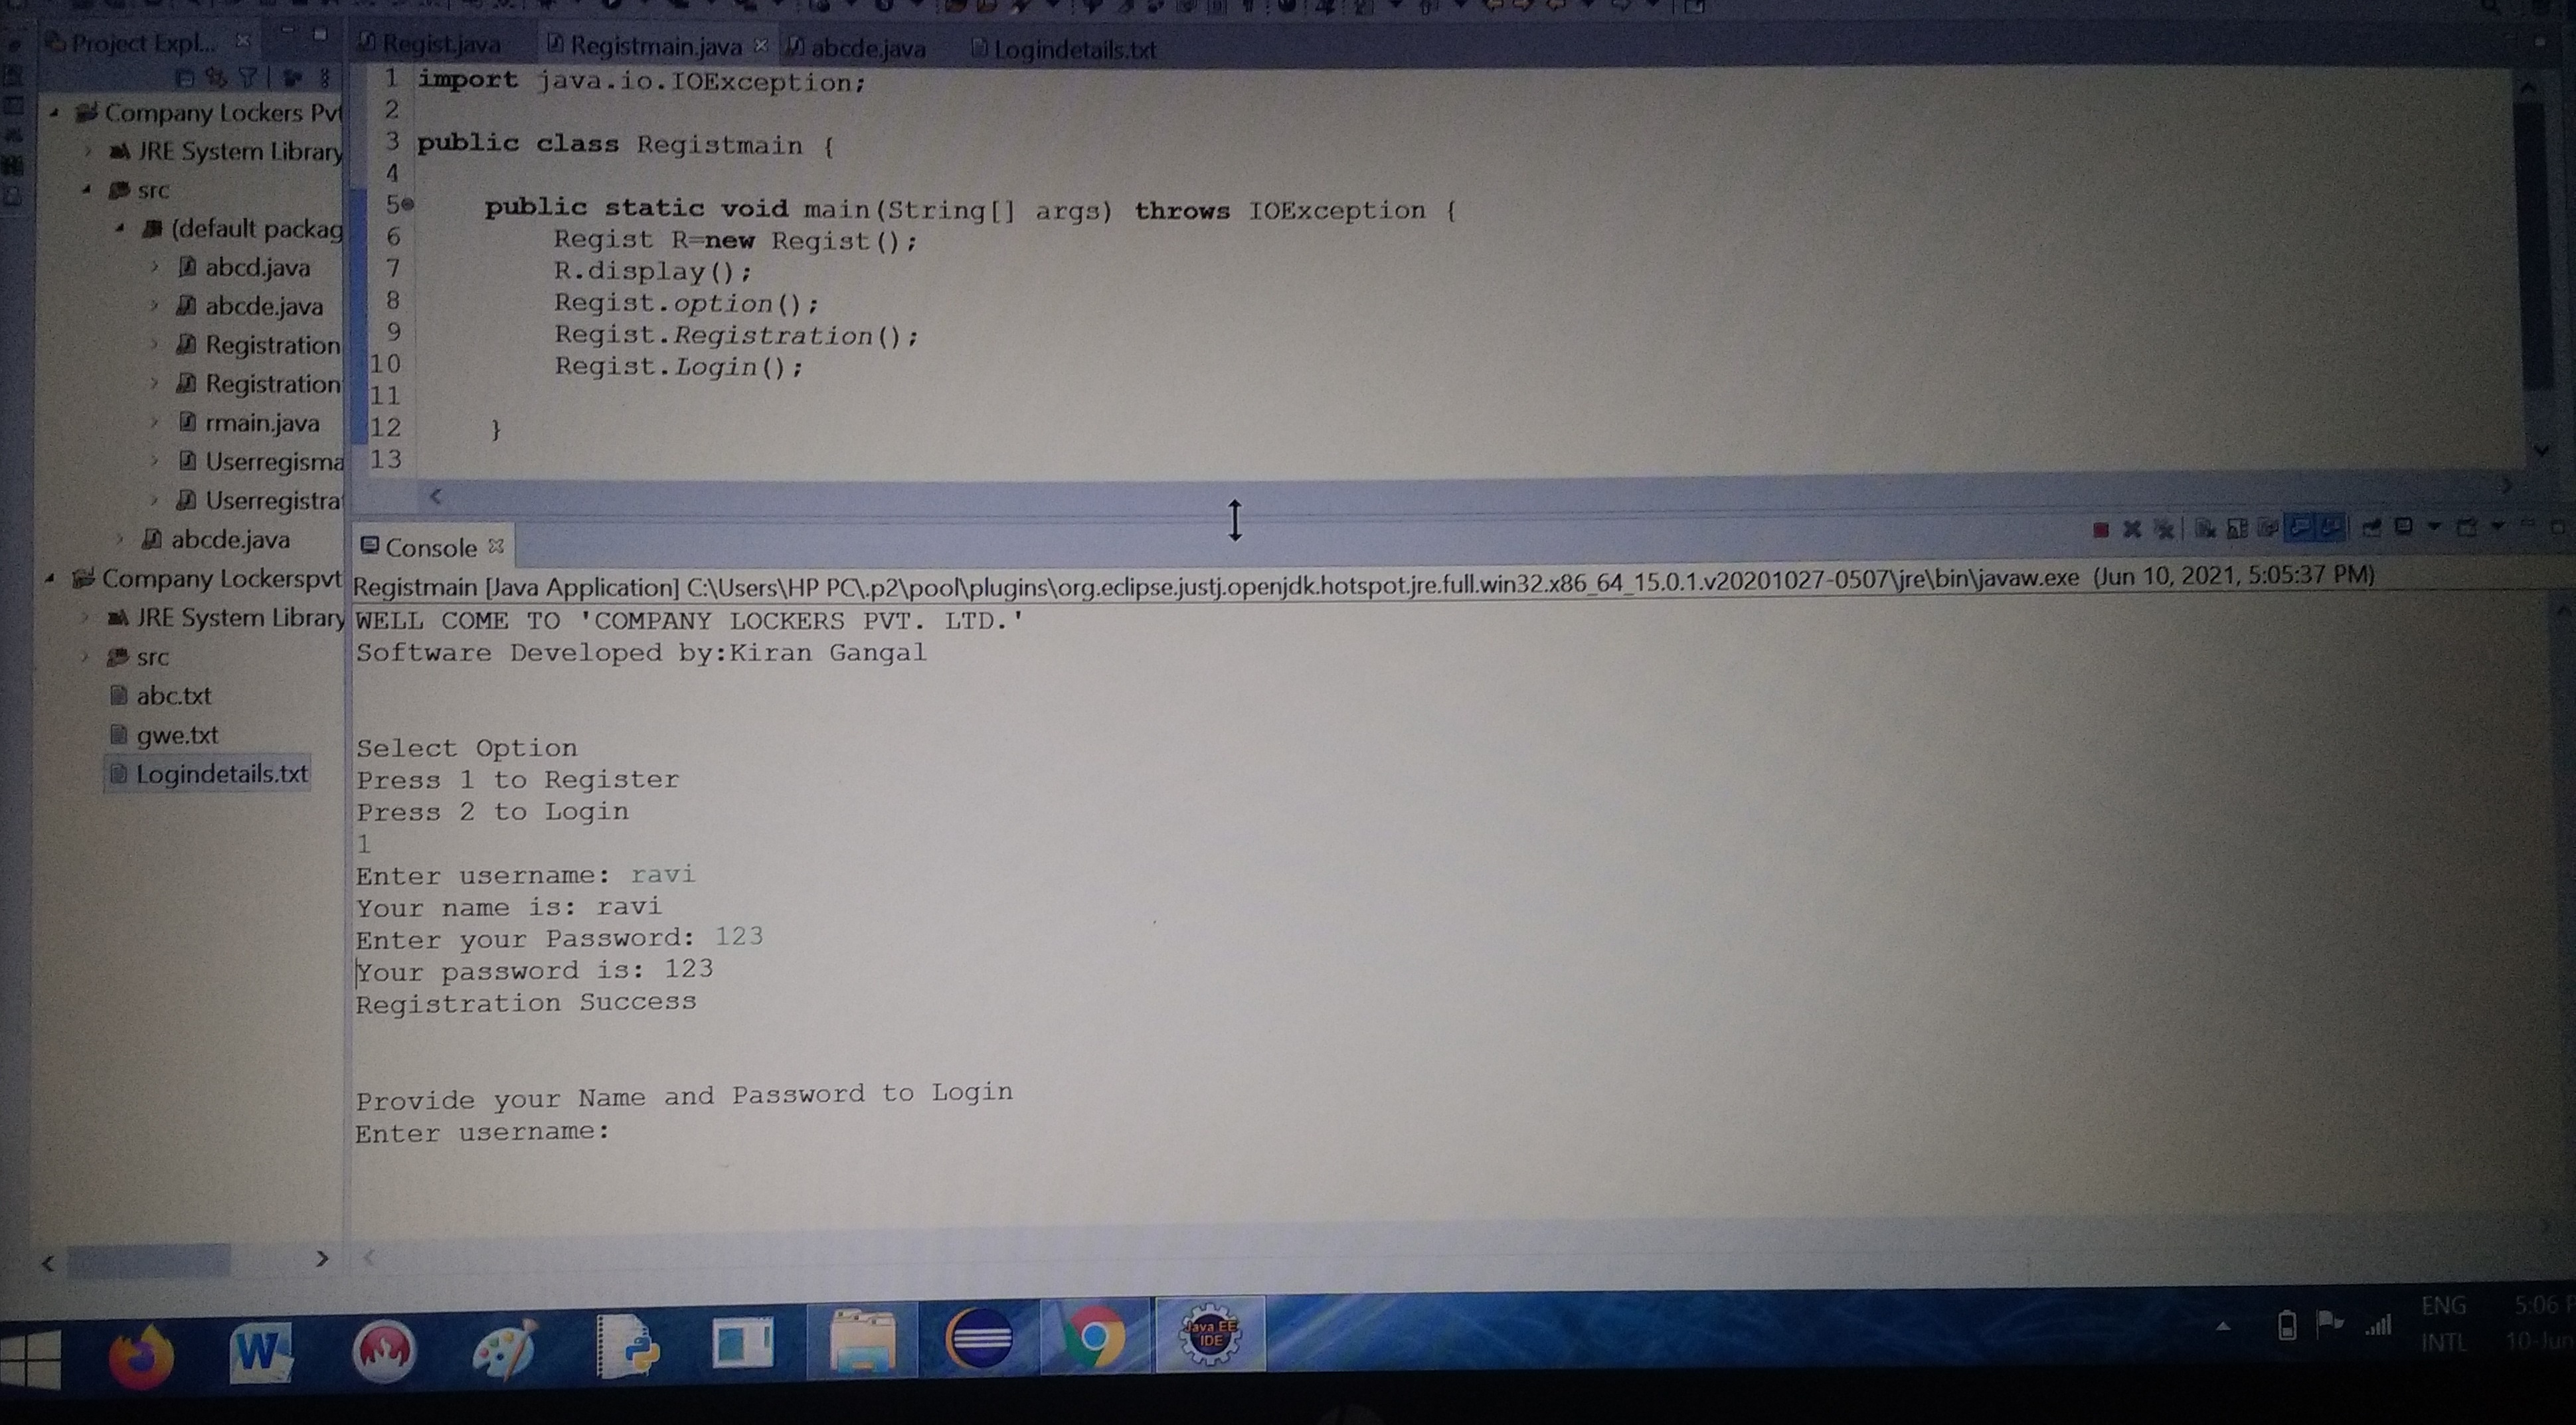 Project Expl...
Regist.java
Registmain.java
abcde.java
Logindetails.txt
Company Lockers Pvt
JRE System Library
src
(default packag
abcd.java
abcde.java
Registration
Registration
rmain.java
Userregisma
Userregistra
abcde.java
Company Lockerspvt
JRE System Library
src
abc.txt
gwe.txt
Logindetails.txt
1 import java.io.IOException;
2
3 public class Registmain {
4
5 public static void main(String[] args) throws IOException {
6 Regist R=new Regist();
7 R.display();
8 Regist.option();
9 Regist.Registration();
10 Regist.Login();
11
12 }
13
Console
Registmain [Java Application] C:\Users\HP PC\.p2\pool\plugins\org.eclipse.justj.openjdk.hotspot.jre.full.win32.x86_64_15.0.1.v20201027-0507\jre\bin\javaw.exe (Jun 10, 2021, 5:05:37 PM)
WELL COME TO 'COMPANY LOCKERS PVT. LTD.'
Software Developed by:Kiran Gangal
Select Option
Press 1 to Register
Press 2 to Login
1
Enter username: ravi
Your name is: ravi
Enter your Password: 123
Your password is: 123
Registration Success
Provide your Name and Password to Login
Enter username:
W
Java EE
IDE
ENG
INTL
5:06 P
10-Jun